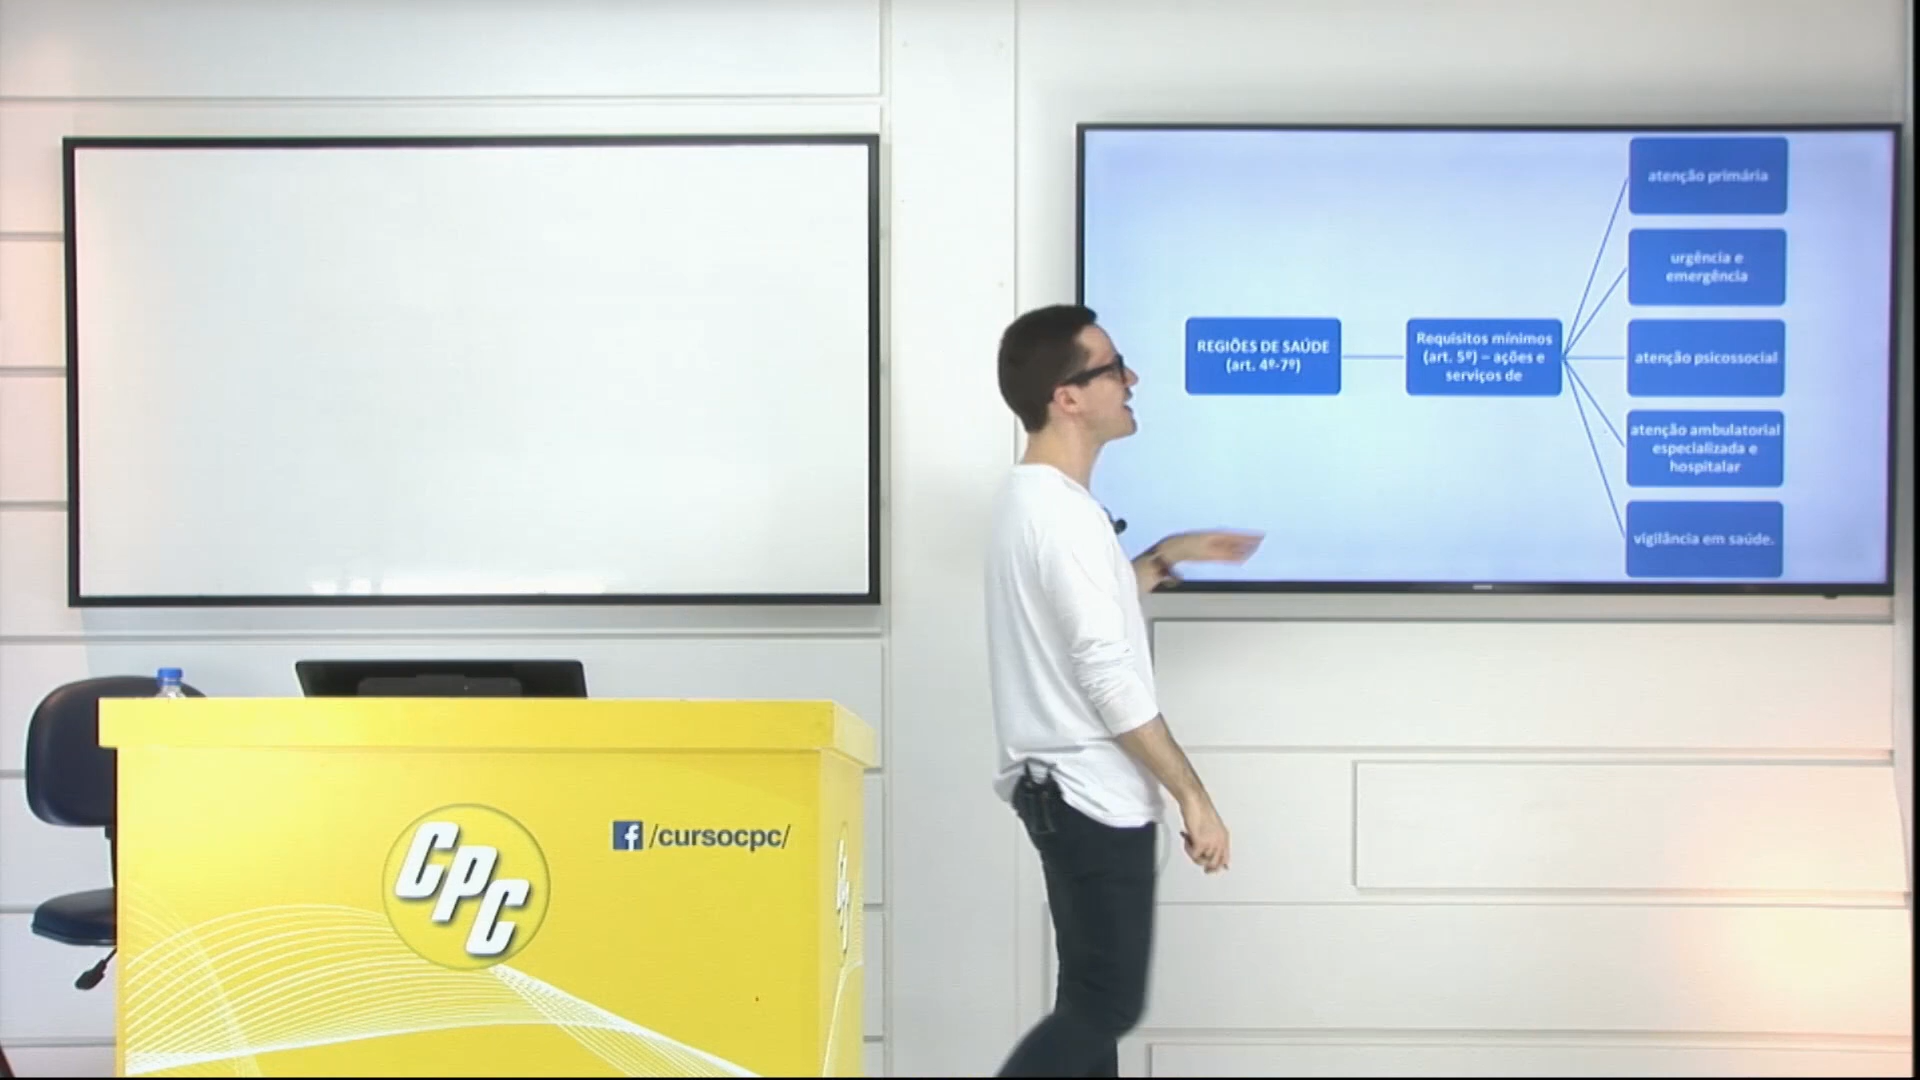 REGIÕES DE SAÚDE
(art. 4º-7º)
Requisitos mínimos
(art. 5º) – ações e
serviços de
atenção primária
urgência e
emergência
atenção psicossocial
atenção ambulatorial
especializada e
hospitalar
vigilância em saúde.
CPC
/cursocpc/